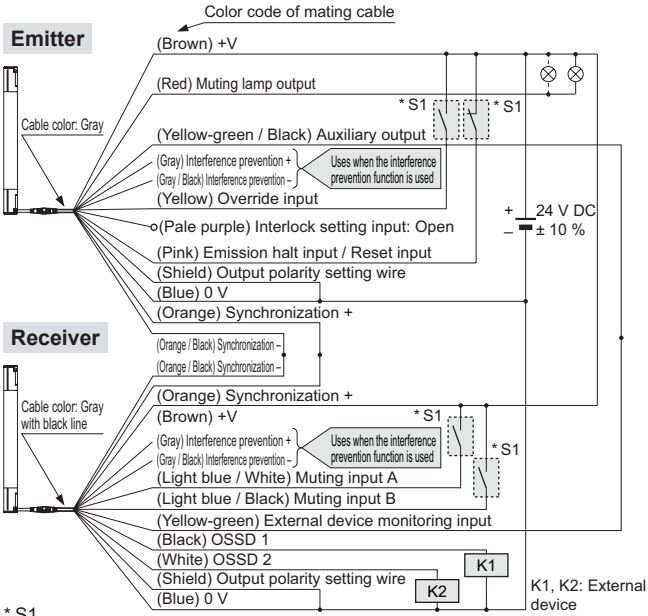 Color code of mating cable
Emitter
(Brown) +V
(Red) Muting lamp output
* S1
* S1
Cable color: Gray
(Yellow-green / Black) Auxiliary output
(Gray) Interference prevention +
(Gray / Black) Interference prevention –
Uses when the interference
prevention function is used
(Yellow) Override input
(Pale purple) Interlock setting input: Open
+
–
24 V DC
± 10 %
(Pink) Emission halt input / Reset input
(Shield) Output polarity setting wire
(Blue) 0 V
(Orange) Synchronization +
Receiver
(Orange / Black) Synchronization –
(Orange / Black) Synchronization –
(Orange) Synchronization +
Cable color: Gray
with black line
(Brown) +V
* S1
* S1
(Gray) Interference prevention +
(Gray / Black) Interference prevention –
Uses when the interference
prevention function is used
(Light blue / White) Muting input A
(Light blue / Black) Muting input B
(Yellow-green) External device monitoring input
(Black) OSSD 1
(White) OSSD 2
K1
(Shield) Output polarity setting wire
K2
(Blue) 0 V
K1, K2: External
device
* S1